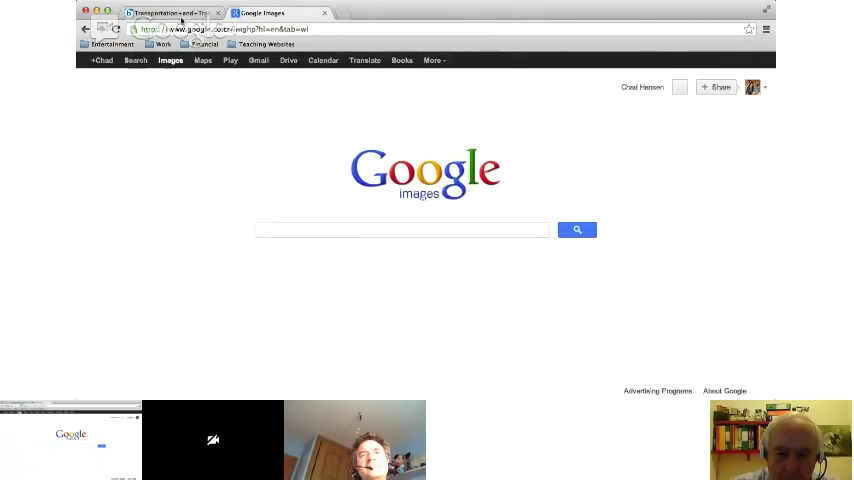 Transportation+and+Tra
Google Images
https://www.google.co
imghp?hl=en&tab=wi
Entertainment Work Financial Teaching Websites
+Chad Search Images Maps Play Gmail Drive Calendar Translate Books More
Chad Hansen + Share
Google
images
Advertising Programs About Google
Google